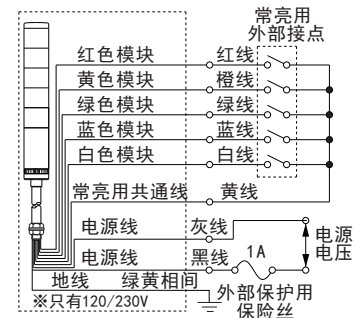 常亮用
外部接点
红色模块 红线
黄色模块 橙线
绿色模块 绿线
蓝色模块 蓝线
白色模块 白线
常亮用共通线 黄线
电源线 灰线
电源
电压
电源线 黑线 1A
地线 绿黄相间
外部保护用
保险丝
※只有120/230V